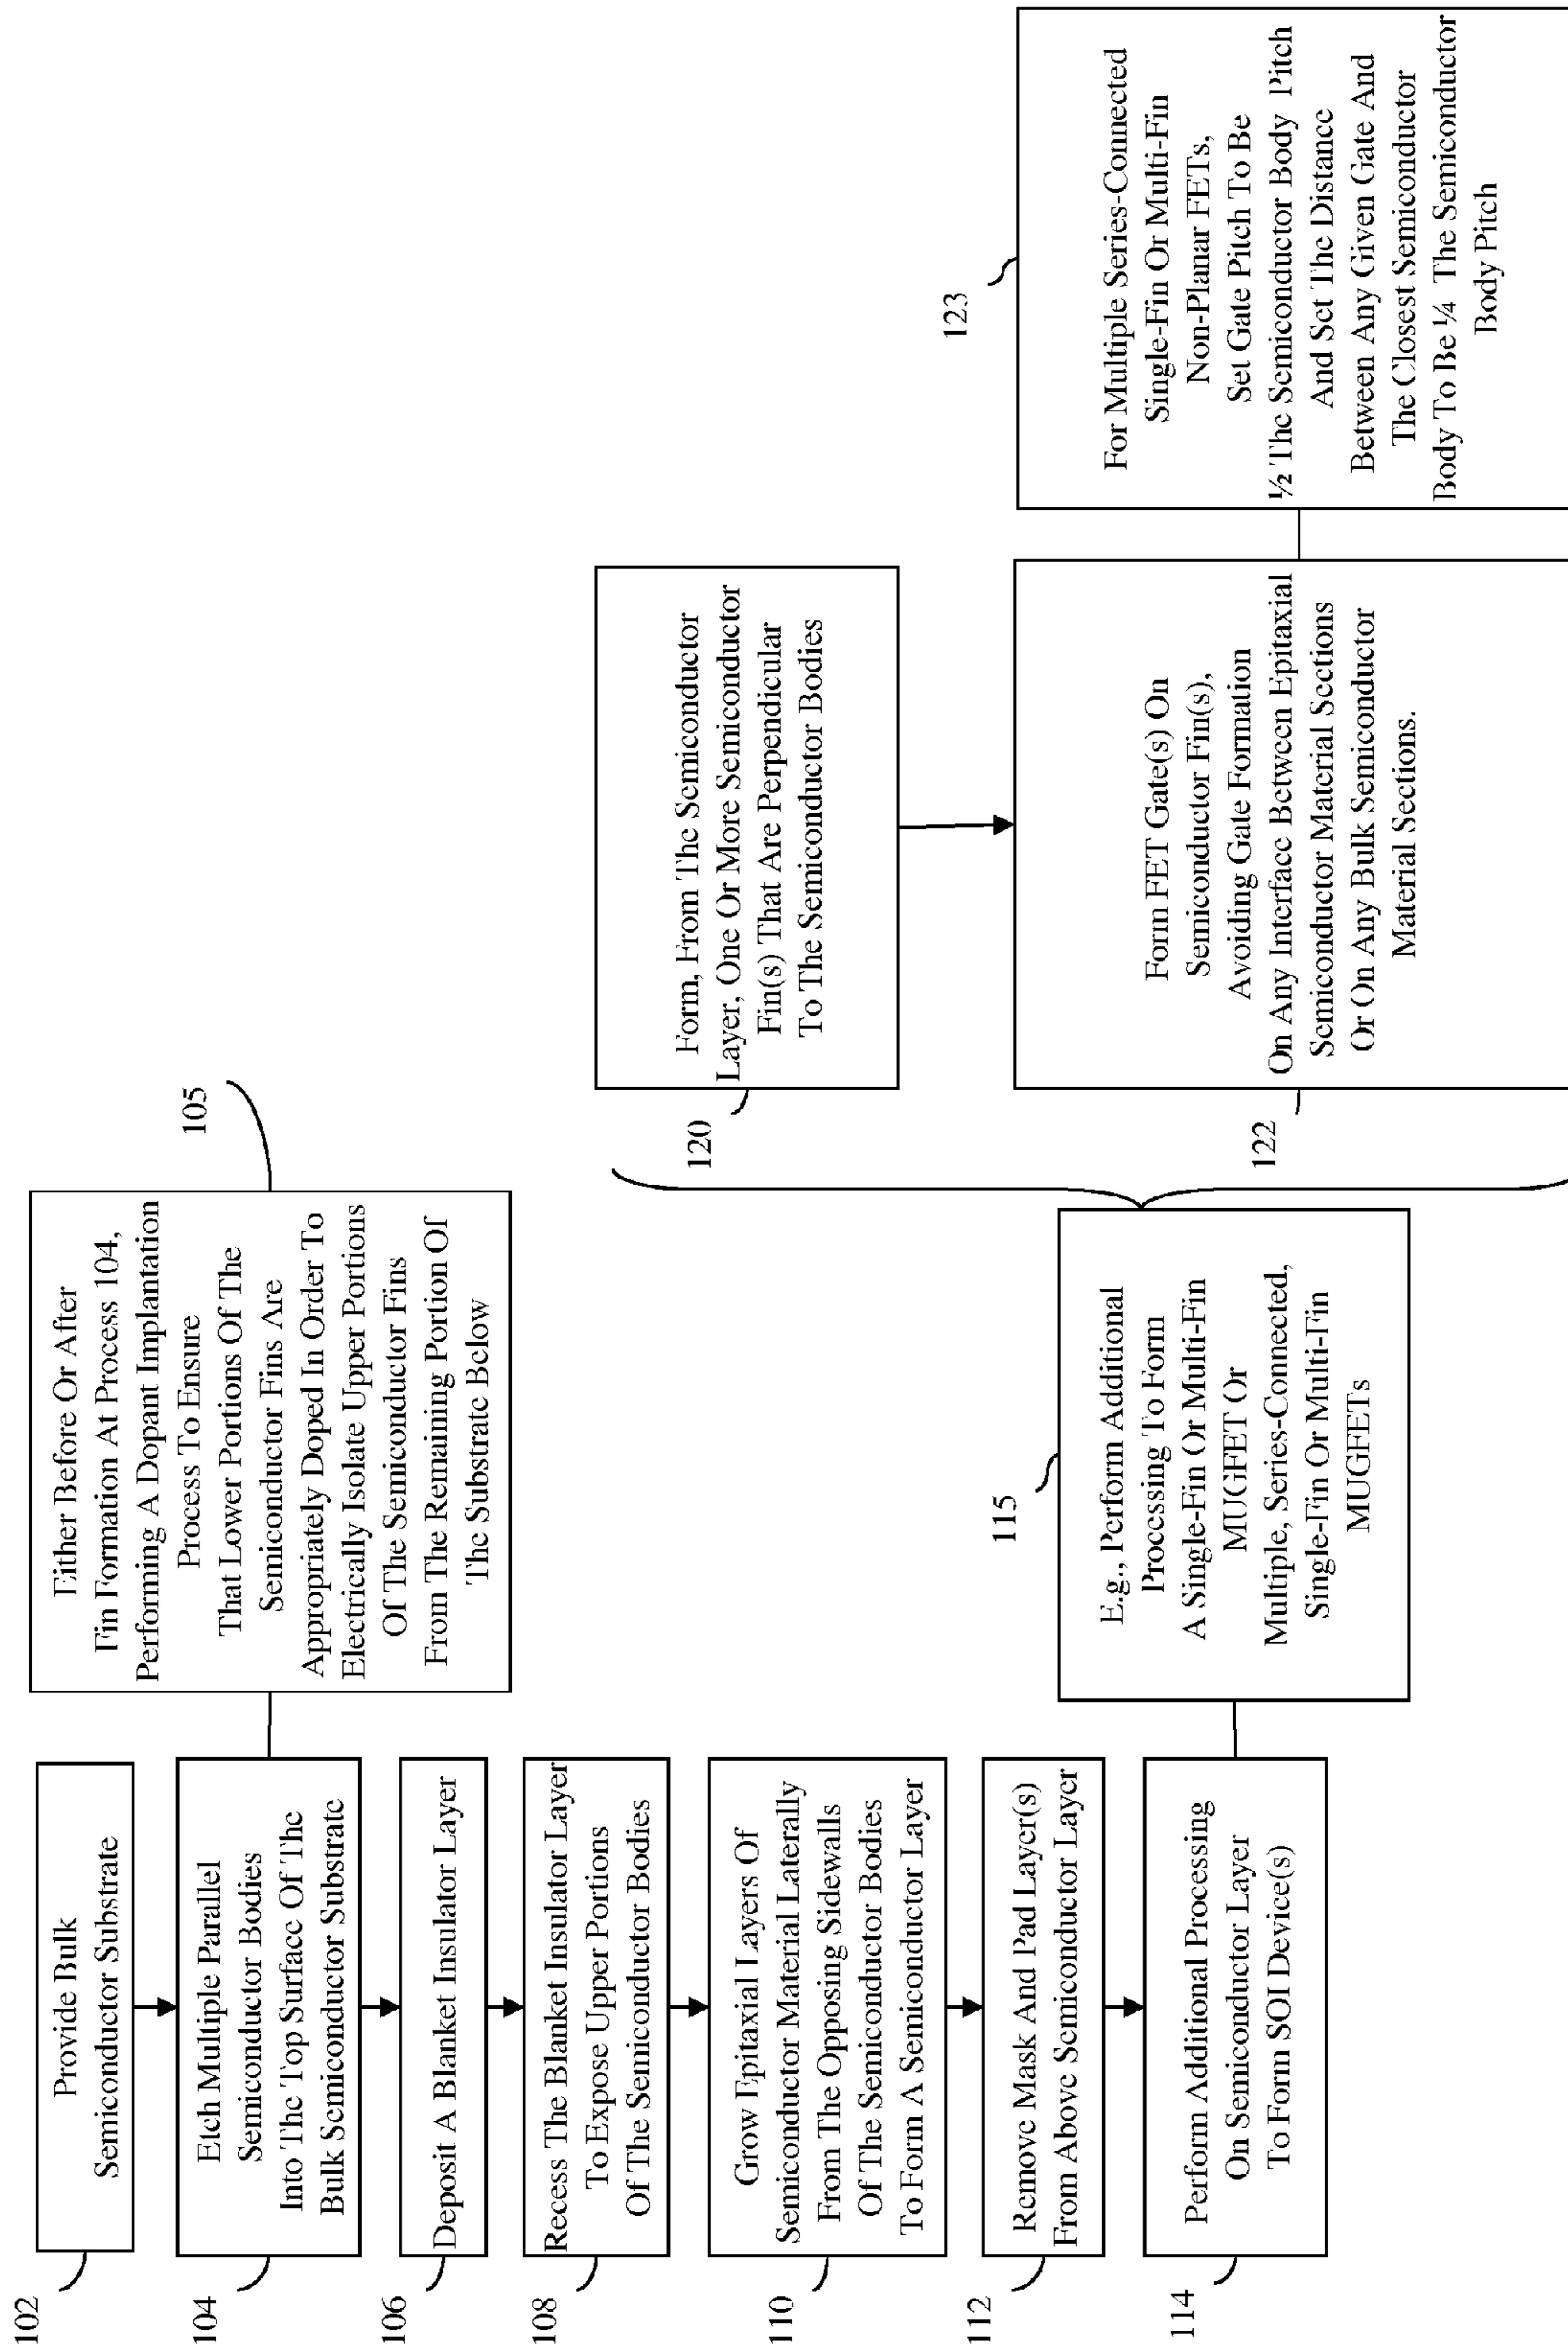 102
Provide Bulk
Semiconductor Substrate
104
Etch Multiple Parallel
Semiconductor Bodies
Into The Top Surface Of The
Bulk Semiconductor Substrate
105
Either Before Or After
Fin Formation At Process 104,
Performing A Dopant Implantation
Process To Ensure
That Lower Portions Of The
Semiconductor Fins Are
Appropriately Doped In Order To
Electrically Isolate Upper Portions
Of The Semiconductor Fins
From The Remaining Portion Of
The Substrate Below
106
Deposit A Blanket Insulator Layer
108
Recess The Blanket Insulator Layer
To Expose Upper Portions
Of The Semiconductor Bodies
110
Grow Epitaxial Layers Of
Semiconductor Material Laterally
From The Opposing Sidewalls
Of The Semiconductor Bodies
To Form A Semiconductor Layer
112
Remove Mask And Pad Layer(s)
From Above Semiconductor Layer
114
Perform Additional Processing
On Semiconductor Layer
To Form SOI Device(s)
115
E.g., Perform Additional
Processing To Form
A Single-Fin Or Multi-Fin
MUGFET Or
Multiple, Series-Connected,
Single-Fin Or Multi-Fin
MUGFETs
120
Form, From The Semiconductor
Layer, One Or More Semiconductor
Fin(s) That Are Perpendicular
To The Semiconductor Bodies
122
Form FET Gate(s) On
Semiconductor Fin(s),
Avoiding Gate Formation
On Any Interface Between Epitaxial
Semiconductor Material Sections
Or On Any Bulk Semiconductor
Material Sections.
123
For Multiple Series-Connected
Single-Fin Or Multi-Fin
Non-Planar FETs,
Set Gate Pitch To Be
½ The Semiconductor Body Pitch
And Set The Distance
Between Any Given Gate And
The Closest Semiconductor
Body To Be ¼ The Semiconductor
Body Pitch